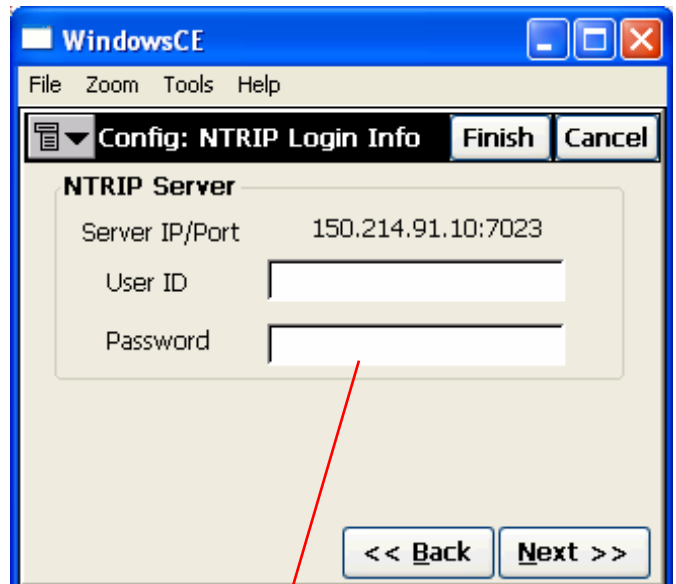 WindowsCE
File Zoom Tools Help
Config: NTRIP Login Info Finish Cancel
NTRIP Server
Server IP/Port 150.214.91.10:7023
User ID
Password
<< Back Next >>